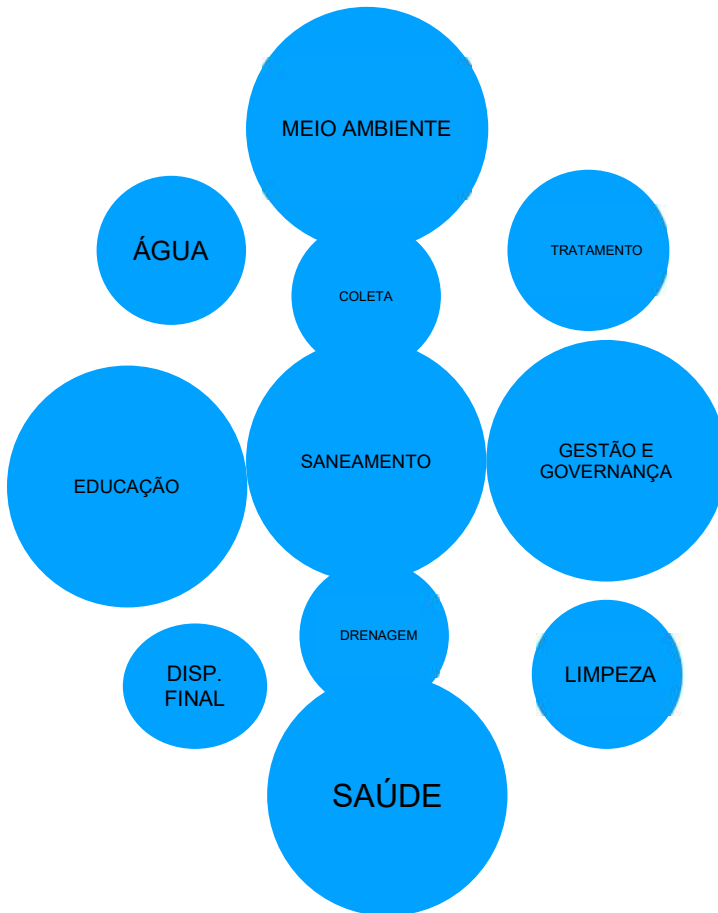 MEIO AMBIENTE
ÁGUA
TRATAMENTO
COLETA
GESTÃO E
GOVERNANÇA
SANEAMENTO
EDUCAÇÃO
DRENAGEM
DISP.
FINAL
LIMPEZA
SAÚDE